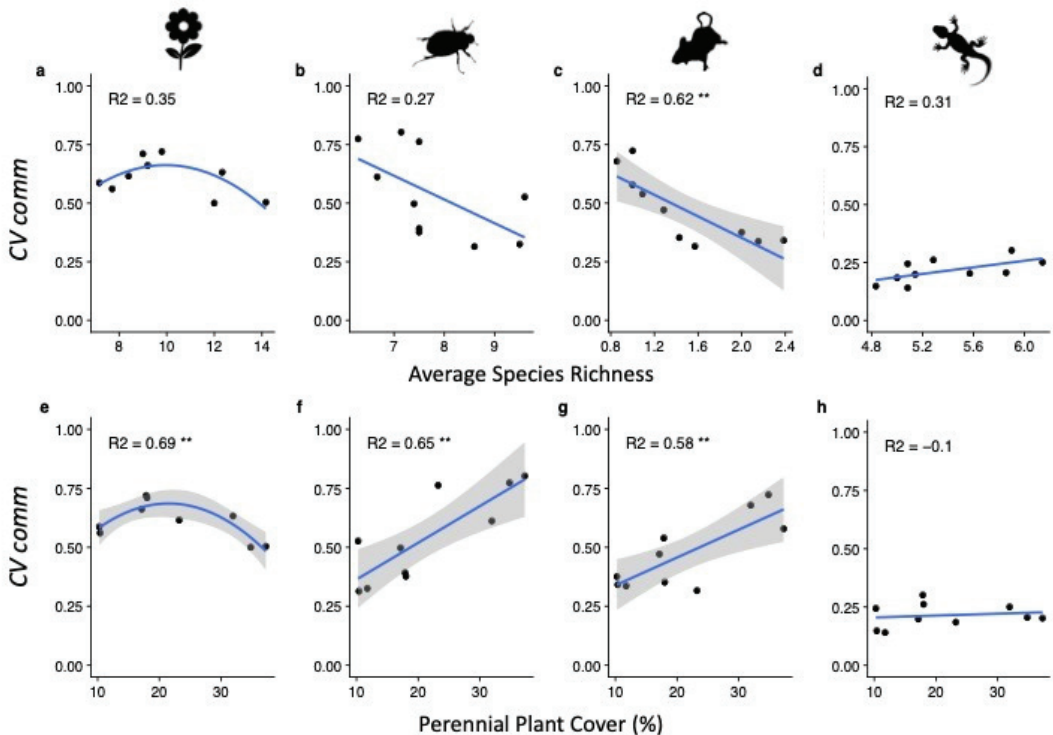 a b c d
1.00 1.00 1.00 1.00
R2 = 0.35 R2 = 0.27 R2 = 0.62 ** R2 = 0.31
0.75 0.75 0.75 0.75
CV comm
0.50 0.50 0.50 0.50
0.25 0.25 0.25 0.25
0.00 0.00 0.00 0.00
8 10 12 14 7 8 9 0.8 1.2 1.6 2.0 2.4 4.8 5.2 5.6 6.0
Average Species Richness
e f g h
1.00 1.00 1.00 1.00
R2 = 0.69 ** R2 = 0.65 ** R2 = 0.58 ** R2 = −0.1
0.75 0.75 0.75 0.75
CV comm
0.50 0.50 0.50 0.50
0.25 0.25 0.25 0.25
0.00 0.00 0.00 0.00
10 20 30 10 20 30 10 20 30 10 20 30
Perennial Plant Cover (%)